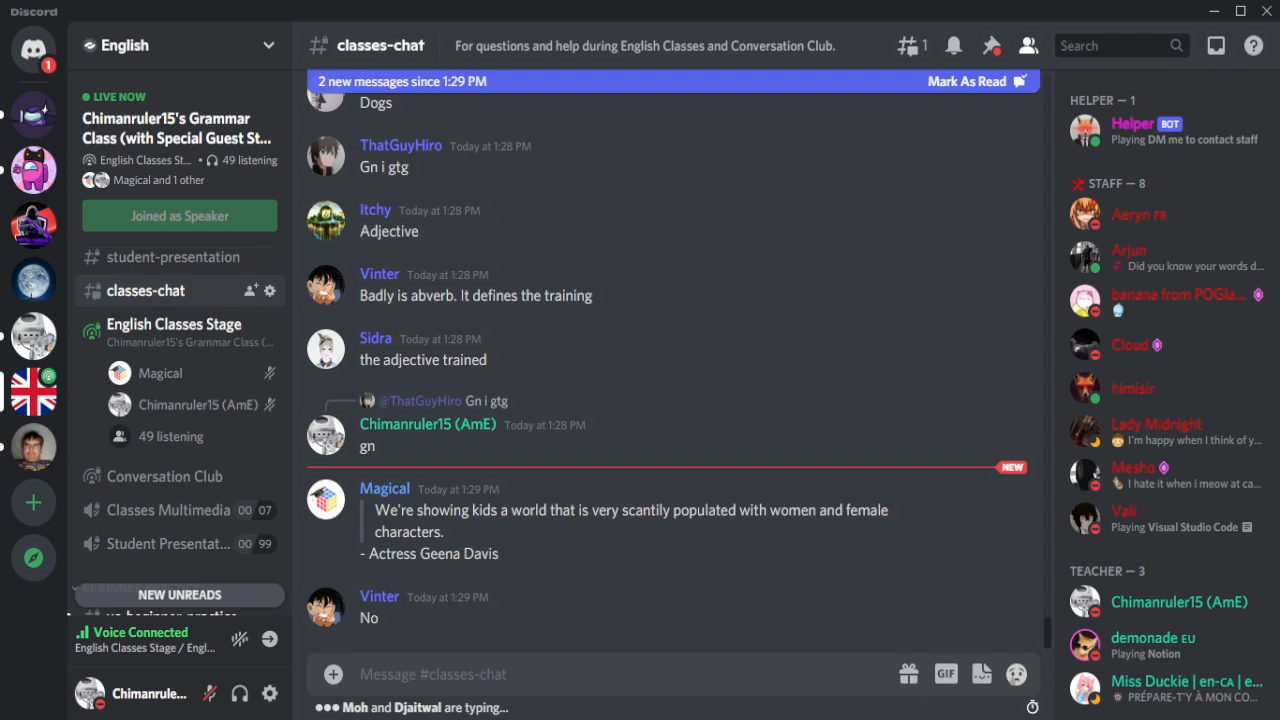 Discord
English
LIVE NOW
Chimanruler15's Grammar
Class (with Special Guest St...
English Classes St... • 49 listening
Magical and 1 other
Joined as Speaker
student-presentation
classes-chat
English Classes Stage
Chimanruler15's Grammar Class (...
Magical
Chimanruler15 (AmE)
49 listening
Conversation Club
Classes Multimedia 00 07
Student Presentat... 00 99
NEW UNREADS
Voice Connected
English Classes Stage / Engl...
Chimanrule...
1
classes-chat
For questions and help during English Classes and Conversation Club.
1
Search
2 new messages since 1:29 PM
Mark As Read
Dogs
ThatGuyHiro Today at 1:28 PM
Gn i gtg
Itchy Today at 1:28 PM
Adjective
Vinter Today at 1:28 PM
Badly is abverb. It defines the training
Sidra Today at 1:28 PM
the adjective trained
@ThatGuyHiro Gn i gtg
Chimanruler15 (AmE) Today at 1:28 PM
gn
NEW
Magical Today at 1:29 PM
We're showing kids a world that is very scantily populated with women and female
characters.
- Actress Geena Davis
Vinter Today at 1:29 PM
No
Message #classes-chat
GIF
Moh and Djaitwal are typing...
HELPER — 1
Helper BOT
Playing DM me to contact staff
STAFF — 8
Aeryn FR
Arjun
Did you know your words d...
banana from POGla...
Cloud
himisir
Lady Midnight
I'm happy when I think of y...
Mesho
I hate it when i meow at ca...
Vali
Playing Visual Studio Code
TEACHER — 3
Chimanruler15 (AmE)
demonade EU
Playing Notion
Miss Duckie | en-CA | e...
PRÉPARE-T'Y À MON CO...